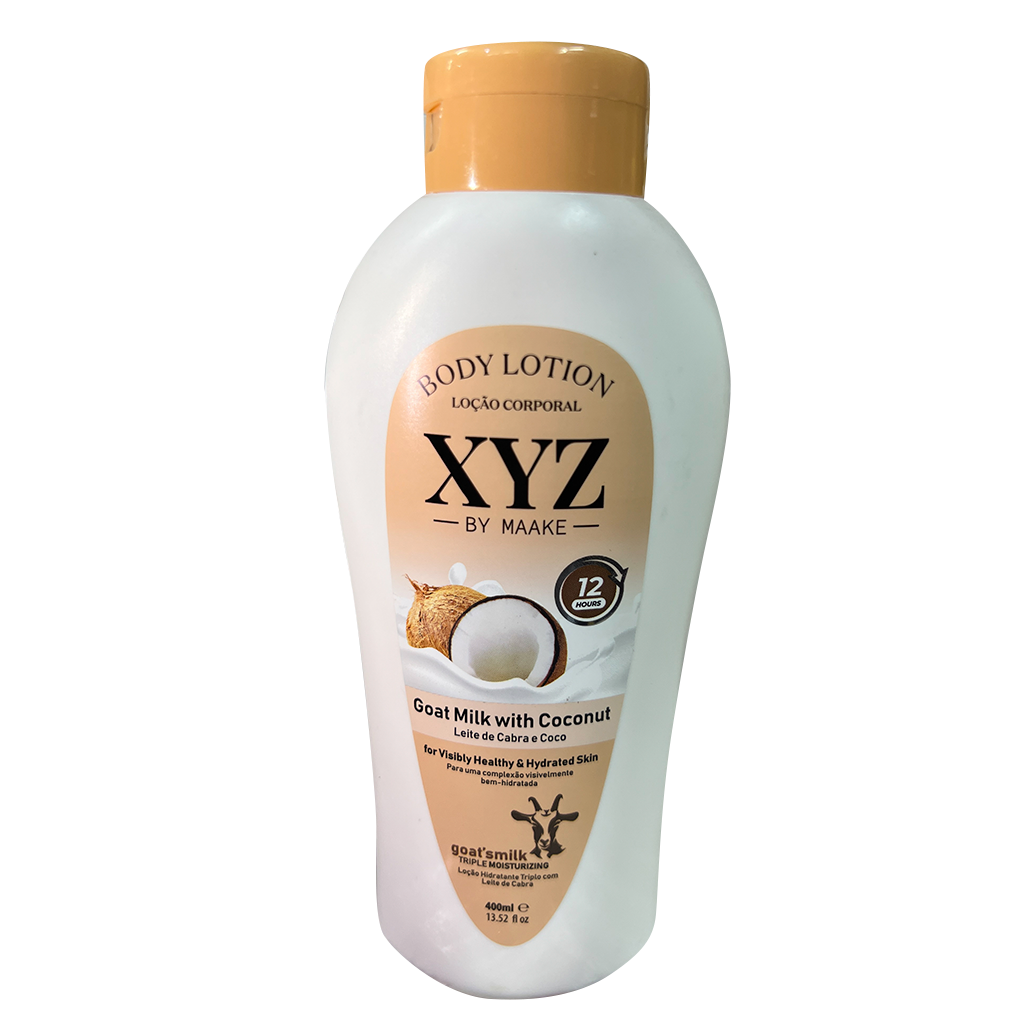 BODY LOTION
LOÇÃO CORPORAL
XYZ
BY MAAKE
12
HOURS
Goat Milk with Coconut
Leite de Cabra e Coco
for Visibly Healthy & Hydrated Skin
Para uma complexão visivelmente
bem-hidratada
goat'smilk
TRIPLE MOISTURIZING
Loção Hidratante Triplo com
Leite de Cabra
400ml ℮
13.52 fl oz